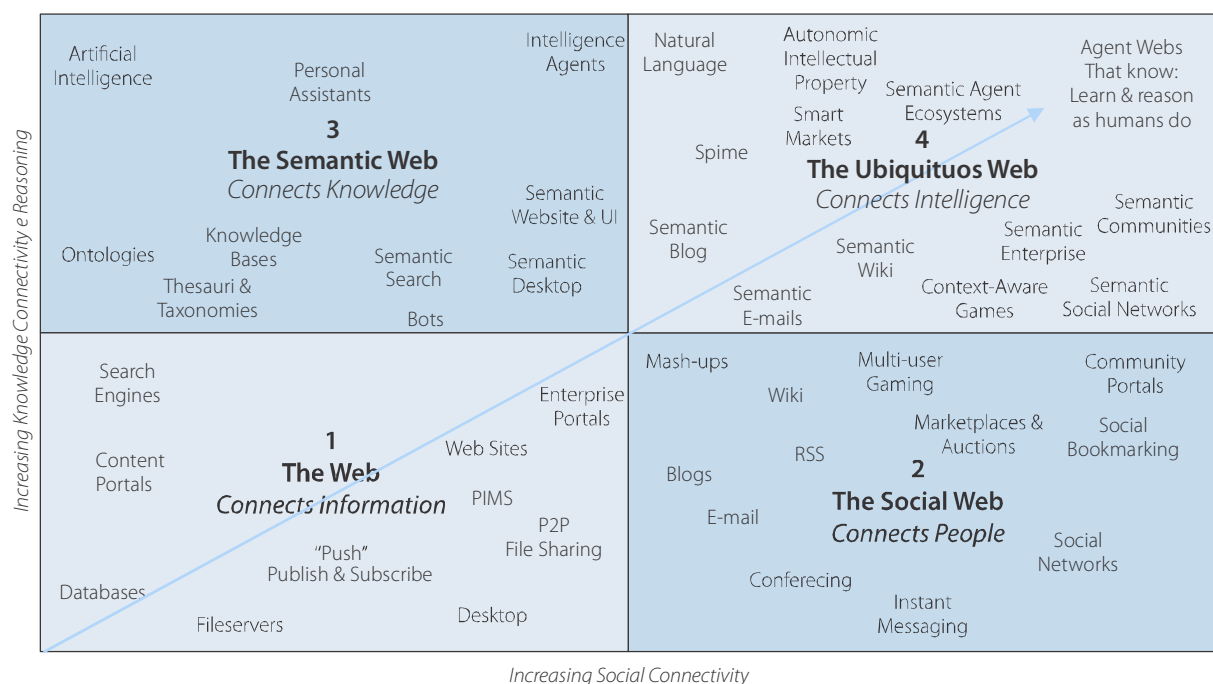 Increasing Knowledge Connectivity e Reasoning
Artificial
Intelligence
Personal
Assistants
Intelligence
Agents
3
The Semantic Web
Connects Knowledge
Semantic
Website & UI
Ontologies
Knowledge
Bases
Thesauri &
Taxonomies
Semantic
Search
Semantic
Desktop
Bots
Natural
Language
Autonomic
Intellectual
Property
Semantic Agent
Ecosystems
Agent Webs
That know:
Learn & reason
as humans do
Smart
Markets
Spime
4
The Ubiquituos Web
Connects Intelligence
Semantic
Communities
Semantic
Blog
Semantic
Wiki
Semantic
Enterprise
Semantic
E-mails
Context-Aware
Games
Semantic
Social Networks
Search
Engines
Enterprise
Portals
1
The Web
Connects information
Web Sites
Content
Portals
PIMS
P2P
File Sharing
“Push”
Publish & Subscribe
Databases
Fileservers
Desktop
Mash-ups
Multi-user
Gaming
Community
Portals
Wiki
Marketplaces &
Auctions
Social
Bookmarking
RSS
Blogs
2
The Social Web
Connects People
E-mail
Social
Networks
Conferecing
Instant
Messaging
Increasing Social Connectivity